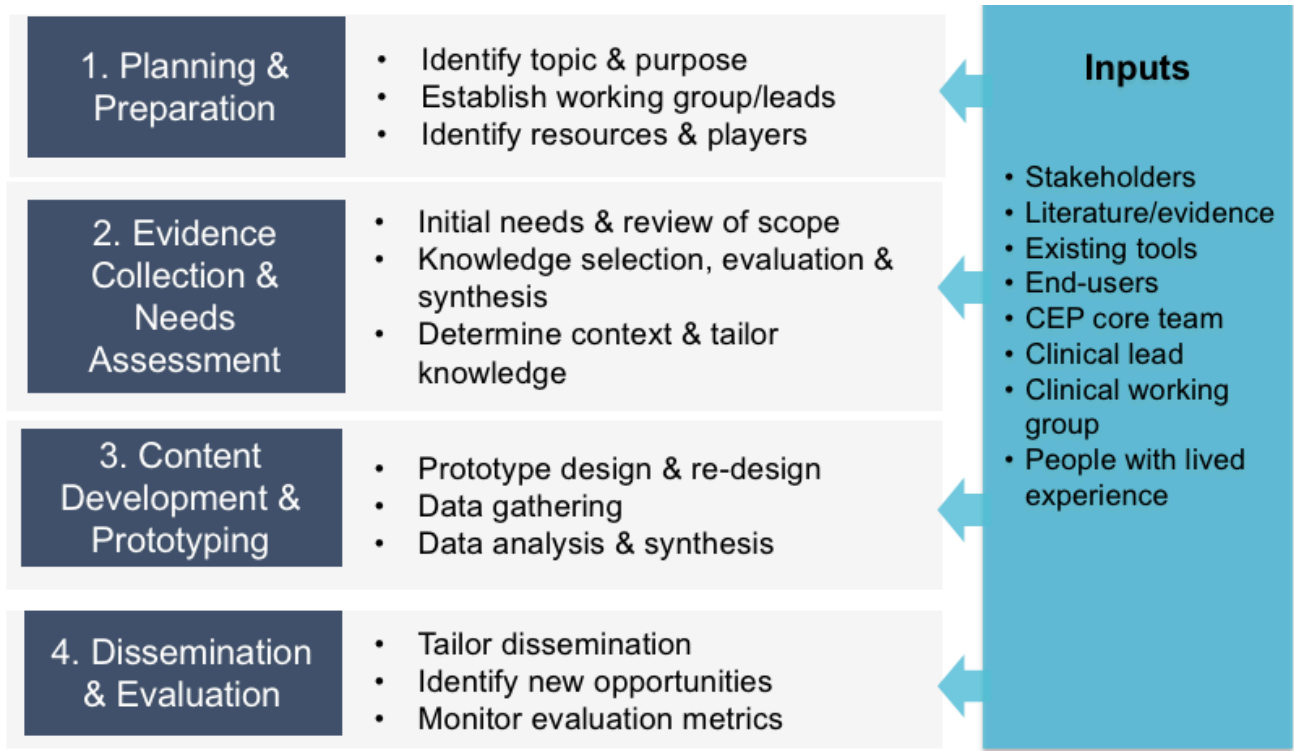 1. Planning &
Preparation
• Identify topic & purpose
• Establish working group/leads
• Identify resources & players
2. Evidence
Collection &
Needs
Assessment
• Initial needs & review of scope
• Knowledge selection, evaluation &
synthesis
• Determine context & tailor
knowledge
3. Content
Development &
Prototyping
• Prototype design & re-design
• Data gathering
• Data analysis & synthesis
4. Dissemination
& Evaluation
• Tailor dissemination
• Identify new opportunities
• Monitor evaluation metrics
Inputs
• Stakeholders
• Literature/evidence
• Existing tools
• End-users
• CEP core team
• Clinical lead
• Clinical working
group
• People with lived
experience